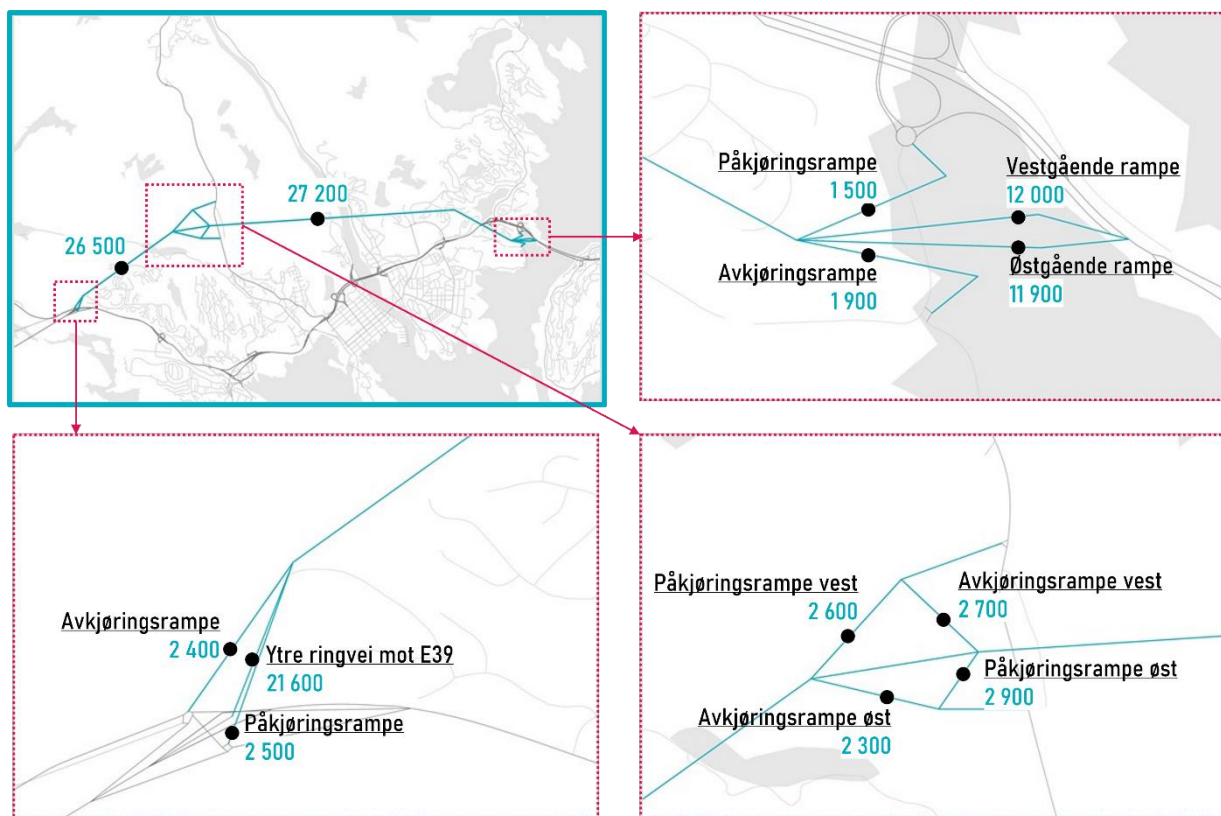 27 200
26 500
Påkjøringsrampe
1 500
Vestgående rampe
12 000
Avkjøringsrampe
1 900
Østgående rampe
11 900
Avkjøringsrampe
2 400
Ytre ringvei mot E39
21 600
Påkjøringsrampe
2 500
Påkjøringsrampe vest
2 600
Avkjøringsrampe vest
2 700
Påkjøringsrampe øst
2 900
Avkjøringsrampe øst
2 300